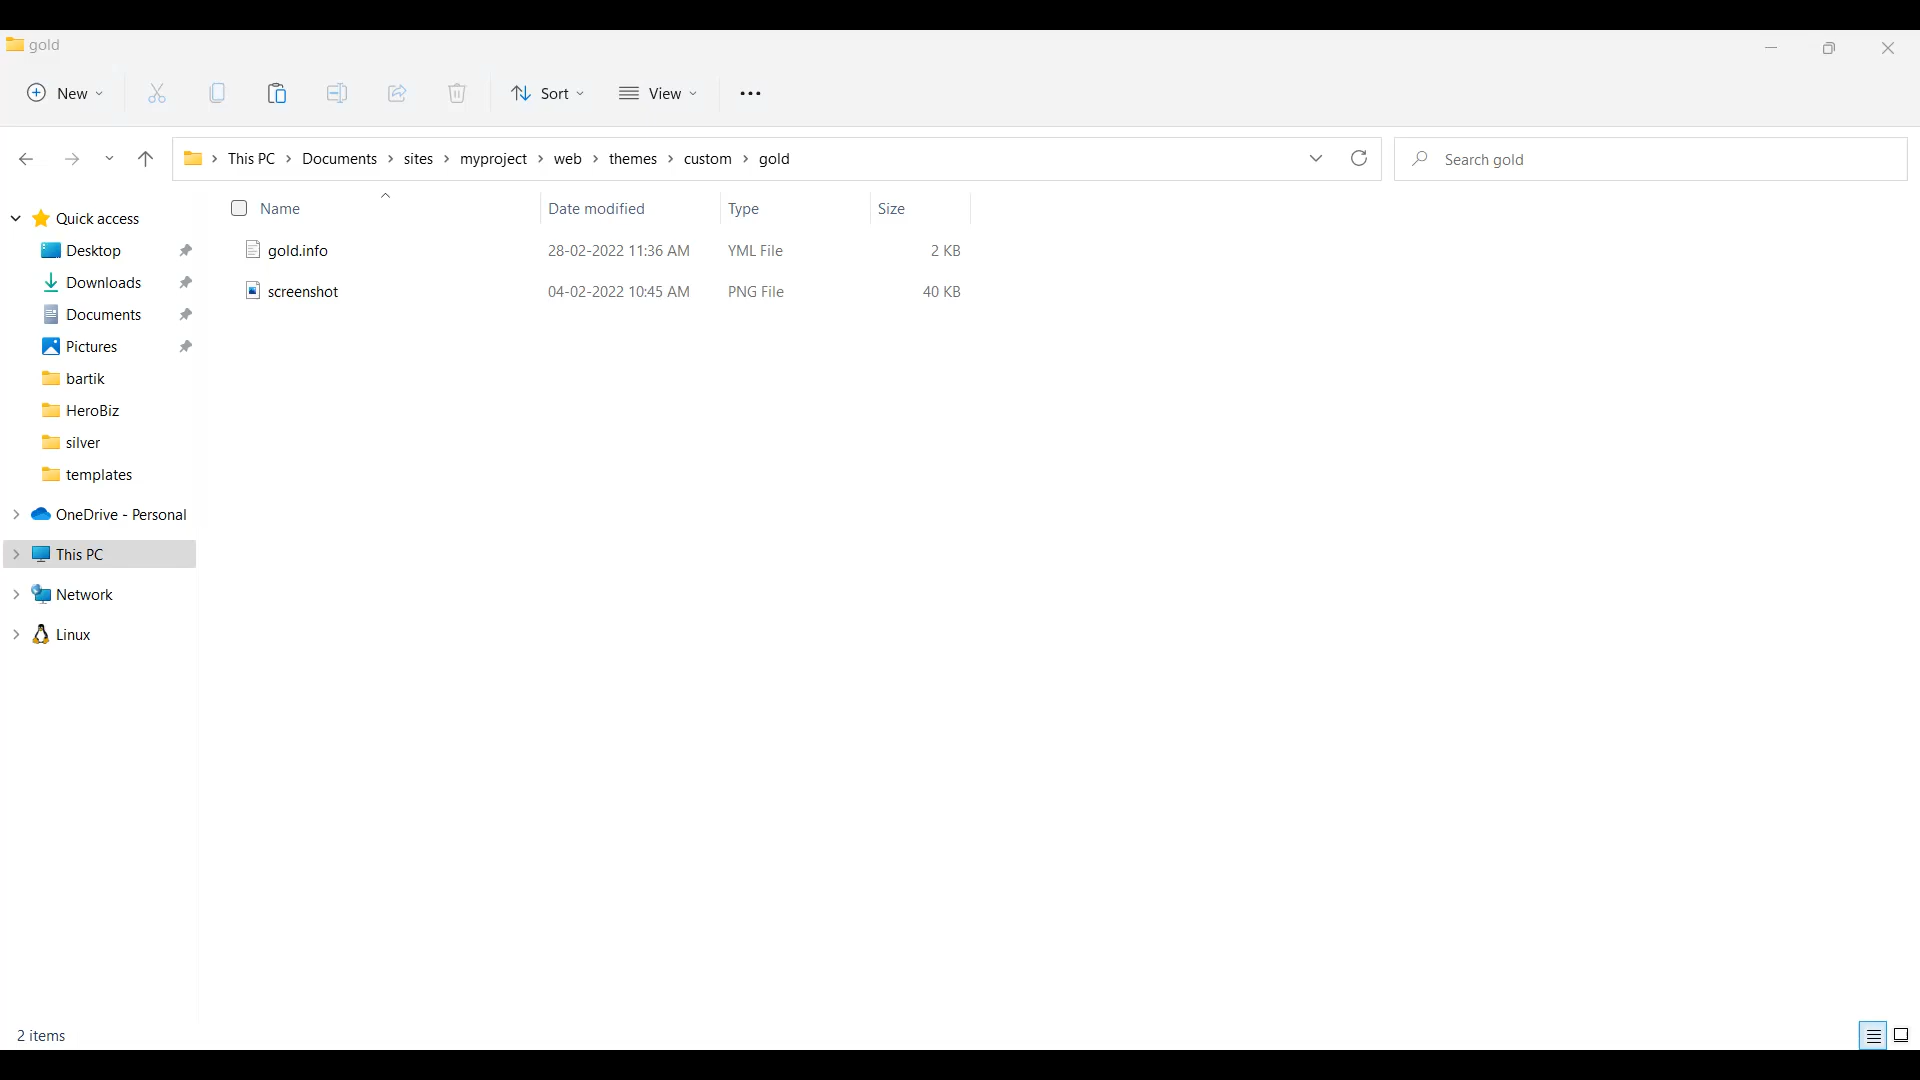 gold
New
Sort
View
This PC > Documents > sites > myproject > web > themes > custom > gold
Search gold
Name Date modified Type Size
gold.info 28-02-2022 11:36 AM YML File 2 KB
screenshot 04-02-2022 10:45 AM PNG File 40 KB
Quick access
Desktop
Downloads
Documents
Pictures
bartik
HeroBiz
silver
templates
OneDrive - Personal
This PC
Network
Linux
2 items